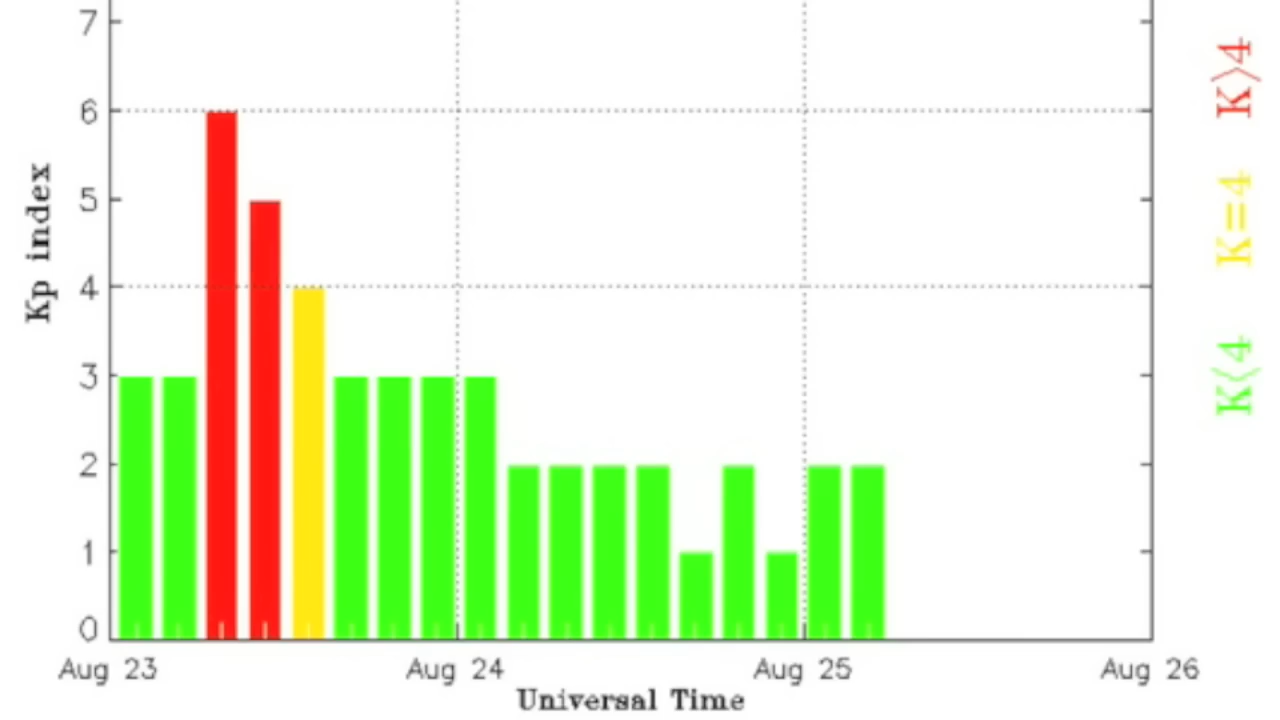 7
6
5
4
3
2
1
0
Kp index
Aug 23
Aug 24
Aug 25
Aug 26
Universal Time
K>4
K=4
K<4